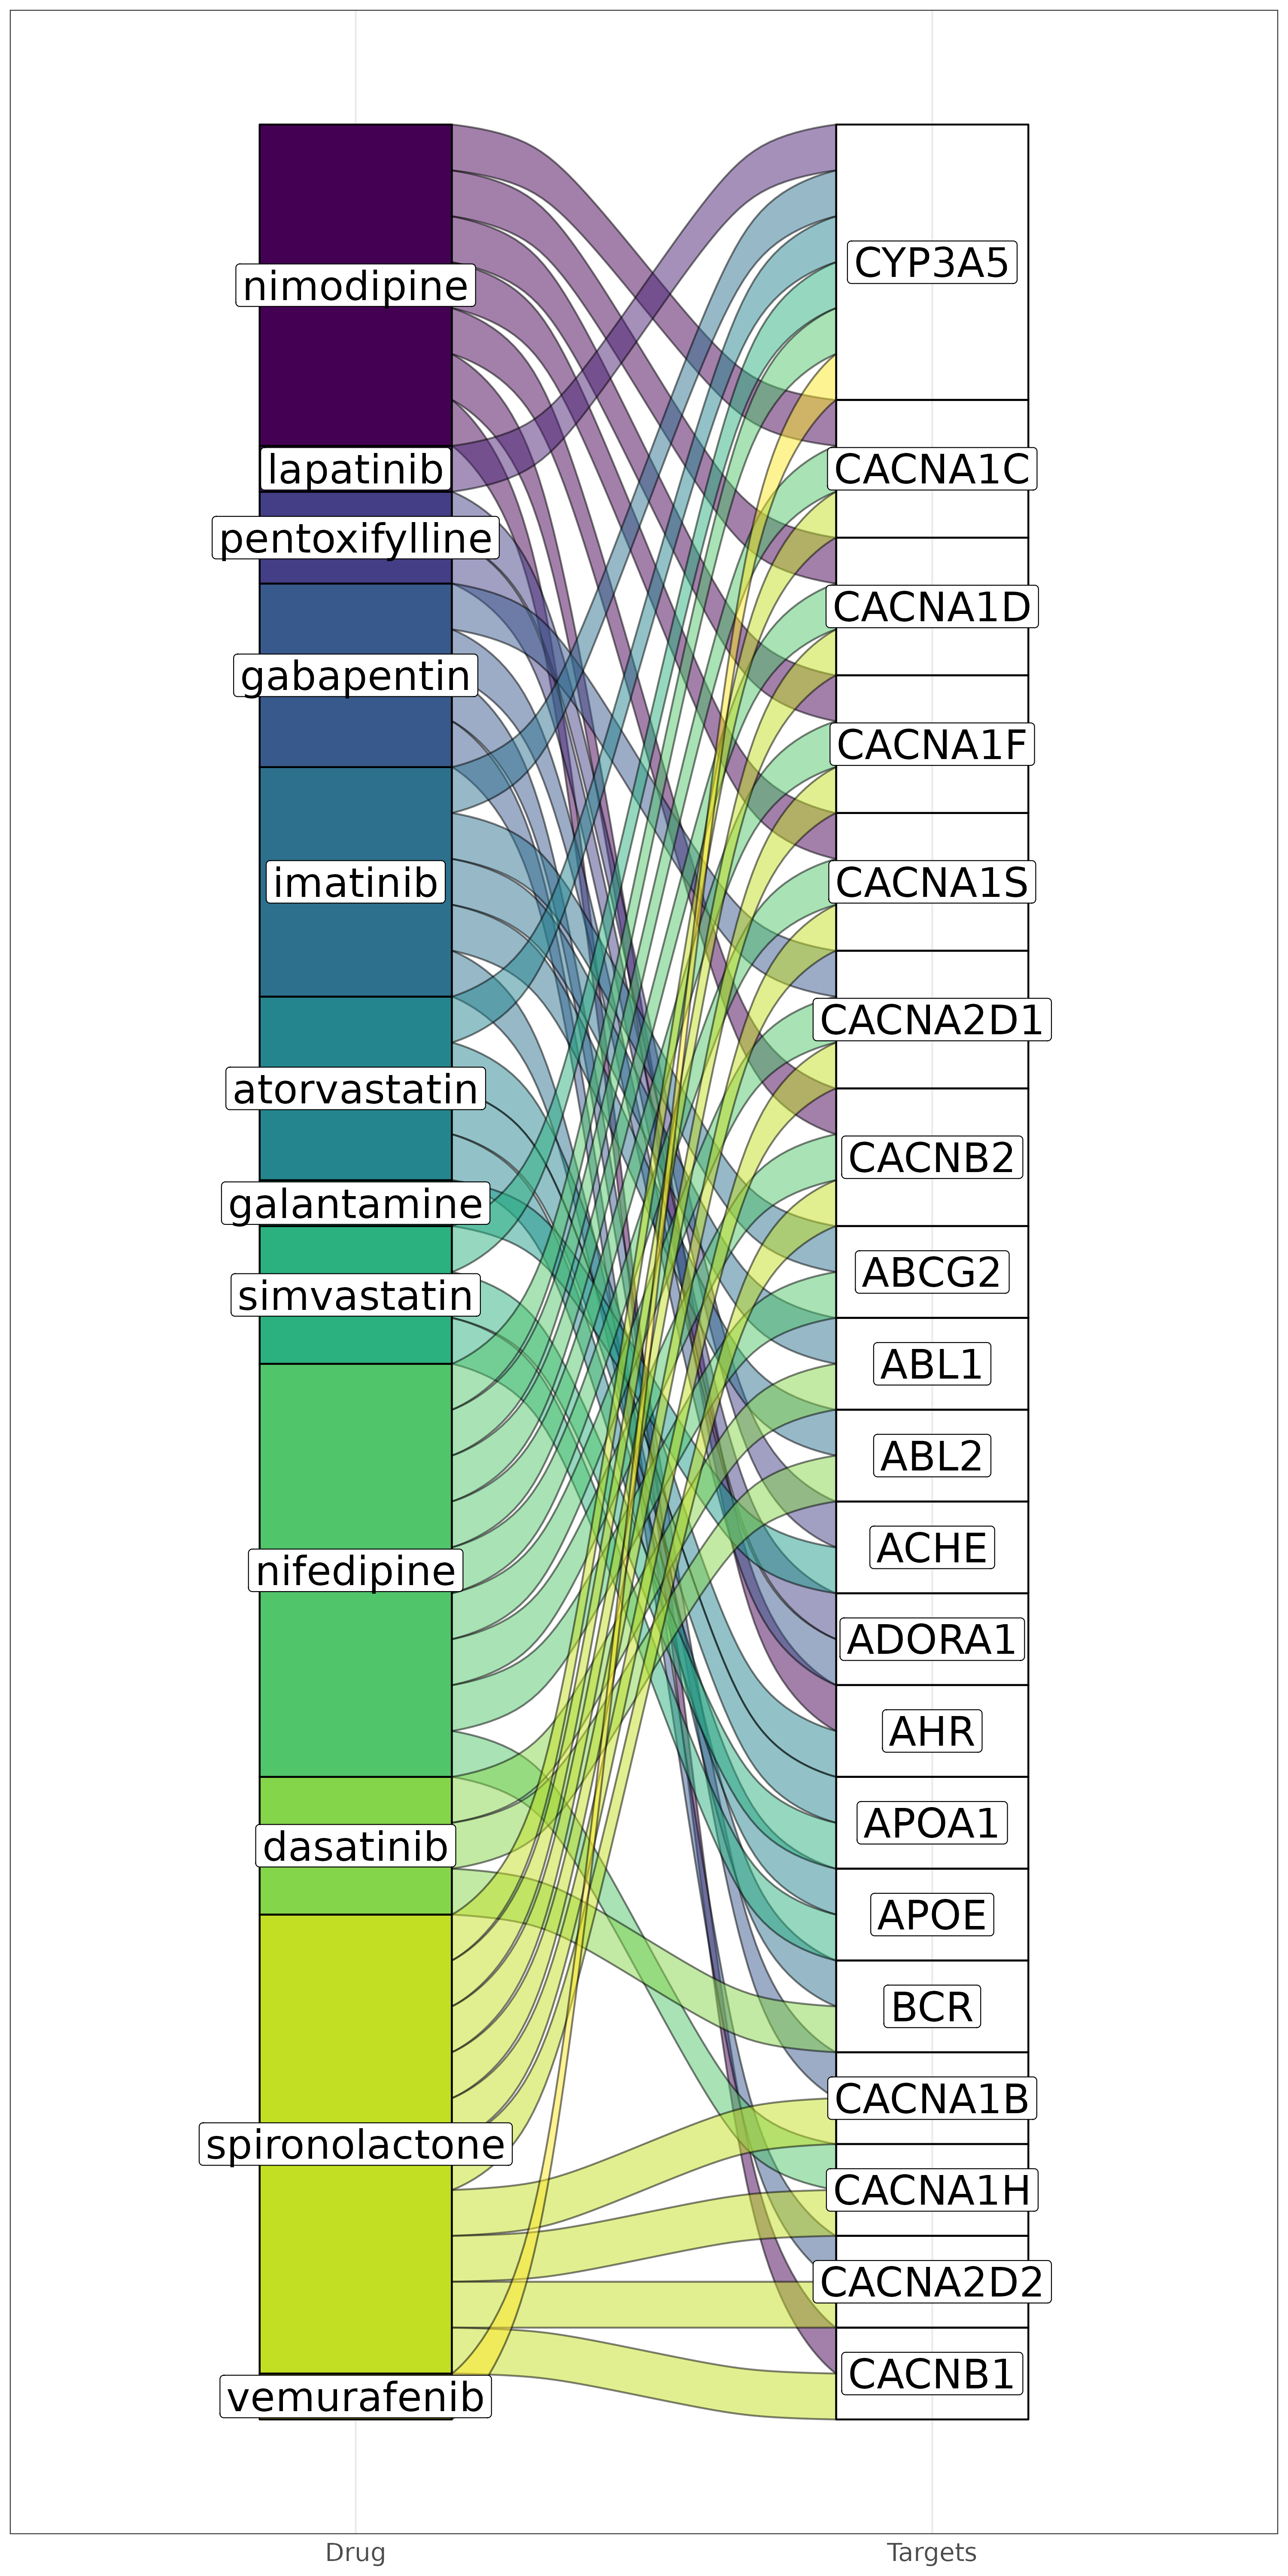 nimodipine
lapatinib
pentoxifylline
gabapentin
imatinib
atorvastatin
galantamine
simvastatin
nifedipine
dasatinib
spironolactone
vemurafenib
CYP3A5
CACNA1C
CACNA1D
CACNA1F
CACNA1S
CACNA2D1
CACNB2
ABCG2
ABL1
ABL2
ACHE
ADORA1
AHR
APOA1
APOE
BCR
CACNA1B
CACNA1H
CACNA2D2
CACNB1
Drug
Targets